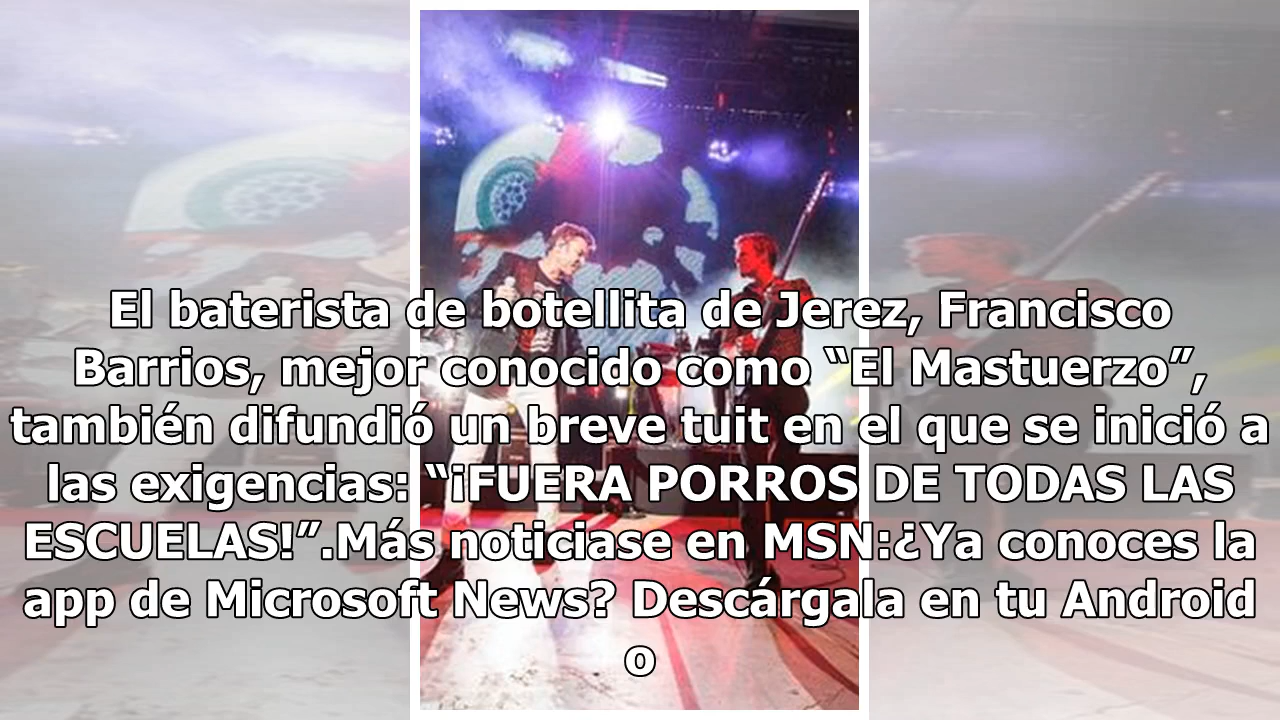 El baterista de botellita de Jerez, Francisco
Barrios, mejor conocido como “El Mastuerzo”,
también difundió un breve tuit en el que se inició a
las exigencias: “¡FUERA PORROS DE TODAS LAS
ESCUELAS!”.Más noticiase en MSN:¿Ya conoces la
app de Microsoft News? Descárgala en tu Android
o